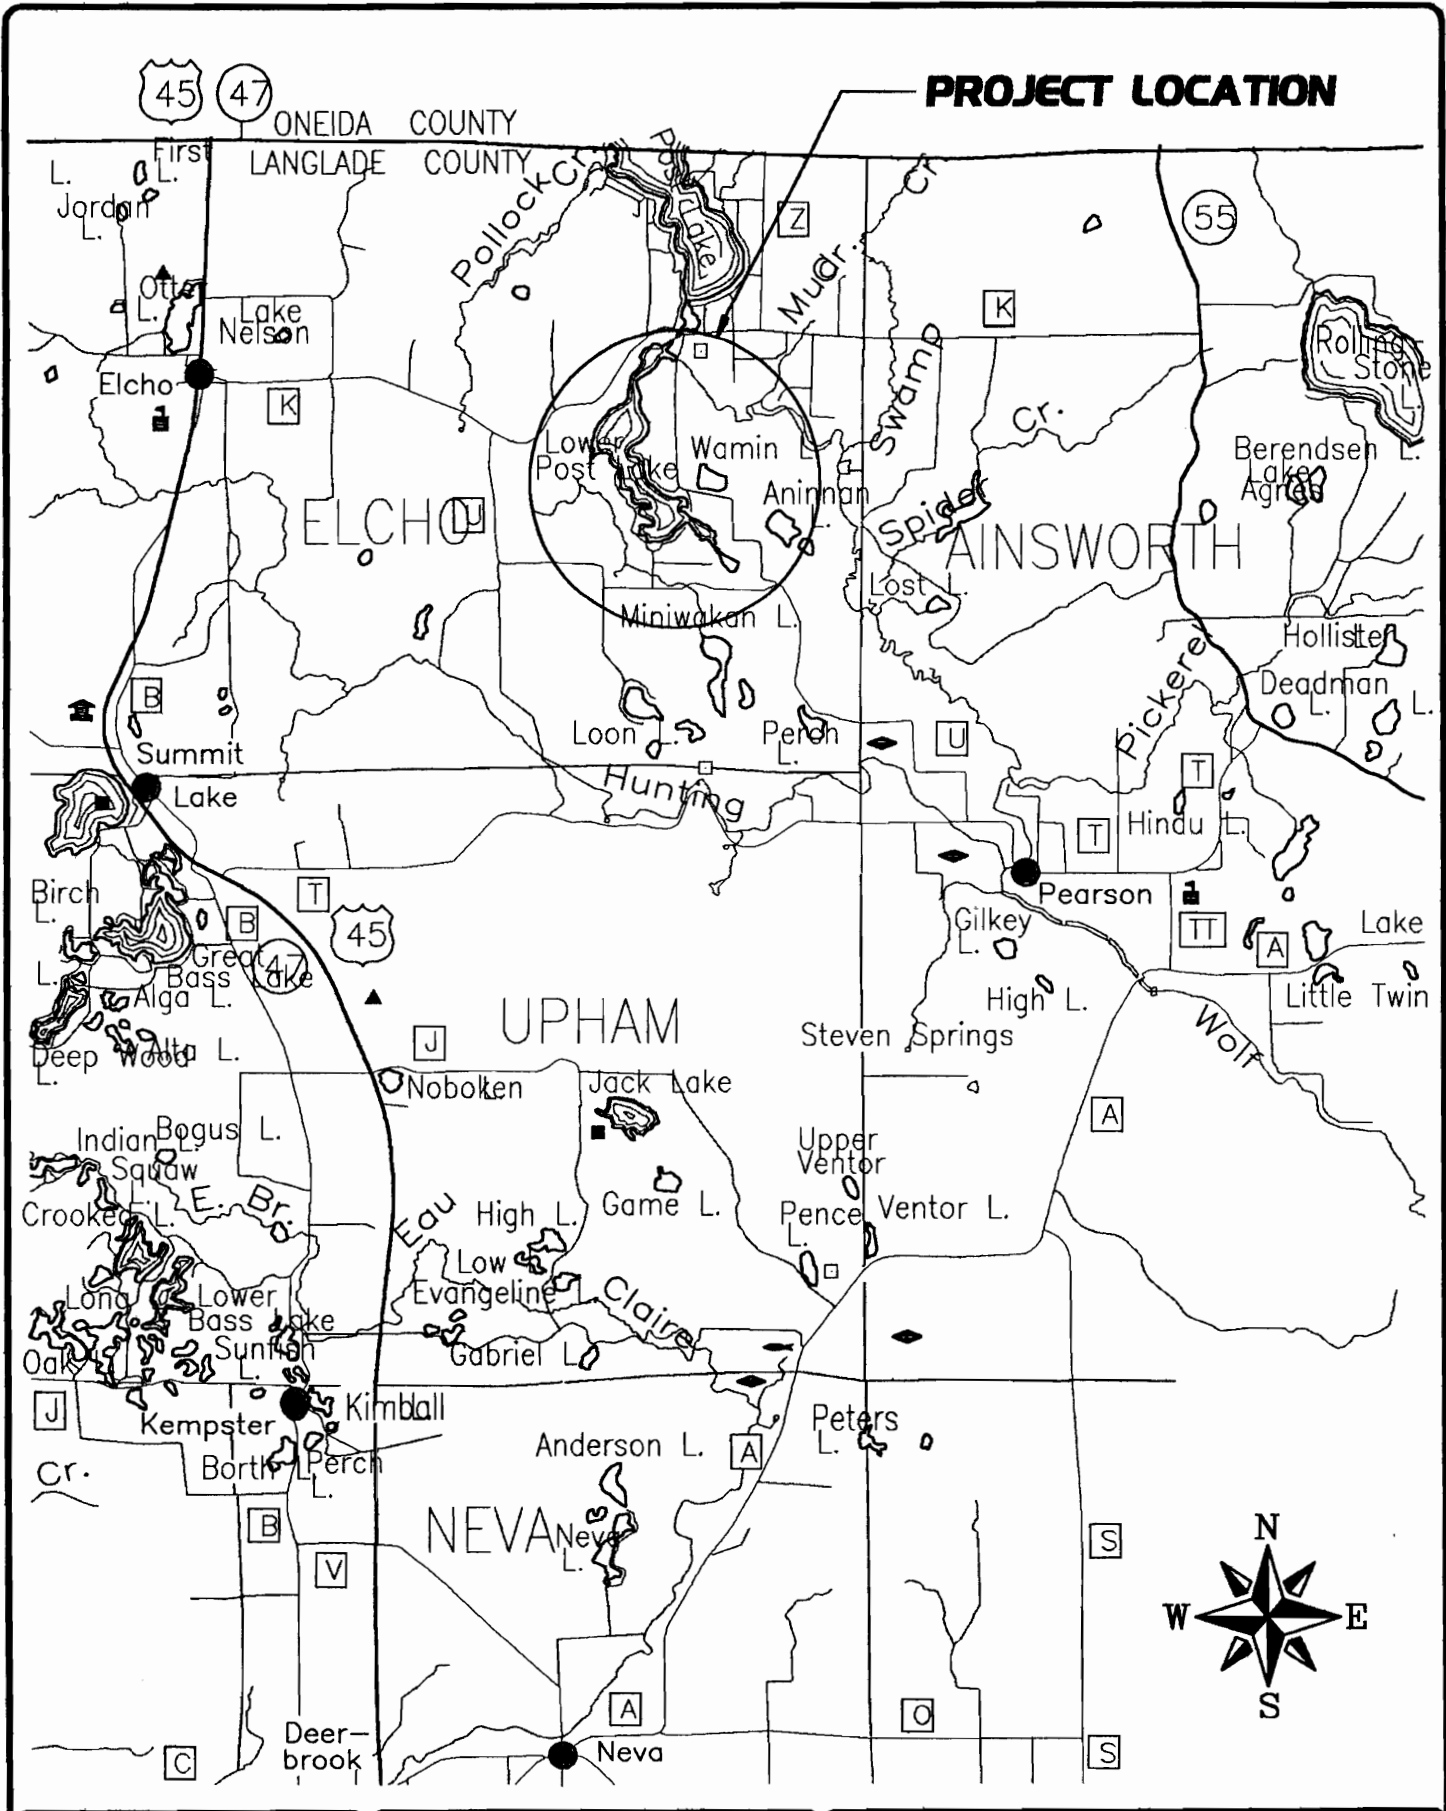 45 47
PROJECT LOCATION
ONEIDA COUNTY
LANGLADE COUNTY
First
L.
L.
Jordan
L.
Pollock Cr.
Post Lake
Z
Cr.
55
Otter
L.
Mudr.
Lake
Nelson
K
Rolling
Stone
L.
Elcho
K
Swamp
Cr.
Lower
Post Lake
Wamin L.
Berendsen L.
Lake
Agnes
Aninnan
L.
ELCHO
U
Spider
AINSWORTH
Lost L.
Miniwakan L.
Pickerel
Hollister
L.
Deadman
L.
L.
B
Loon L.
Perch
L.
U
Summit
Lake
Hunting
T
T
Hindu L.
Birch
L.
T
B
45
Pearson
Gilkey
L.
TT
A
Lake
Great
Bass Lake
47
L.
Alga L.
High L.
Little Twin
UPHAM
Steven Springs
Wolf
J
Deep Wood
L.
Alta L.
Noboken
L.
Jack Lake
A
Bogus L.
Indian L.
Squaw
Upper
Ventor
Crooked L.
E. Br.
Eau
High L.
Game L.
Pence
L.
Ventor L.
Low
Evangeline L.
Claire
Long
Lower
Bass Lake
Sunfish
L.
Oak
Gabriel L.
J
Kempster
Kimball
L.
Peters
L.
Anderson L.
A
Cr.
Borth L.
Perch
L.
B
NEVA
Neva
L.
S
V
N
W E
S
A
O
Deer-
brook
C
Neva
S